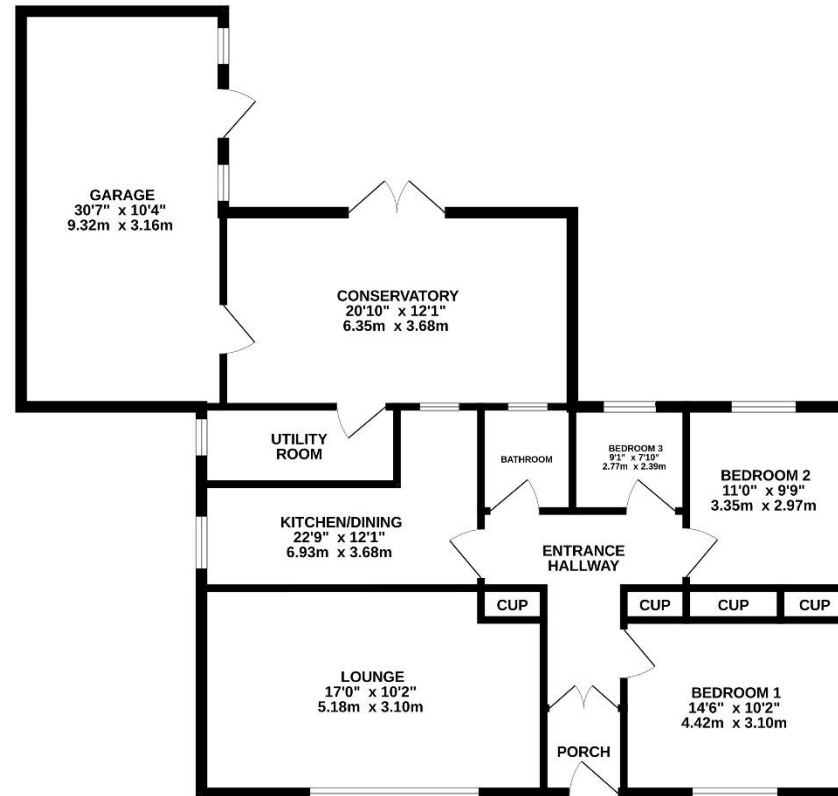 GARAGE
30'7" x 10'4"
9.32m x 3.16m
CONSERVATORY
20'10" x 12'1"
6.35m x 3.68m
UTILITY
ROOM
BATHROOM
BEDROOM 3
9'1" x 7'10"
2.77m x 2.39m
BEDROOM 2
11'0" x 9'9"
3.35m x 2.97m
KITCHEN/DINING
22'9" x 12'1"
6.93m x 3.68m
ENTRANCE
HALLWAY
CUP
CUP
CUP
CUP
LOUNGE
17'0" x 10'2"
5.18m x 3.10m
BEDROOM 1
14'6" x 10'2"
4.42m x 3.10m
PORCH